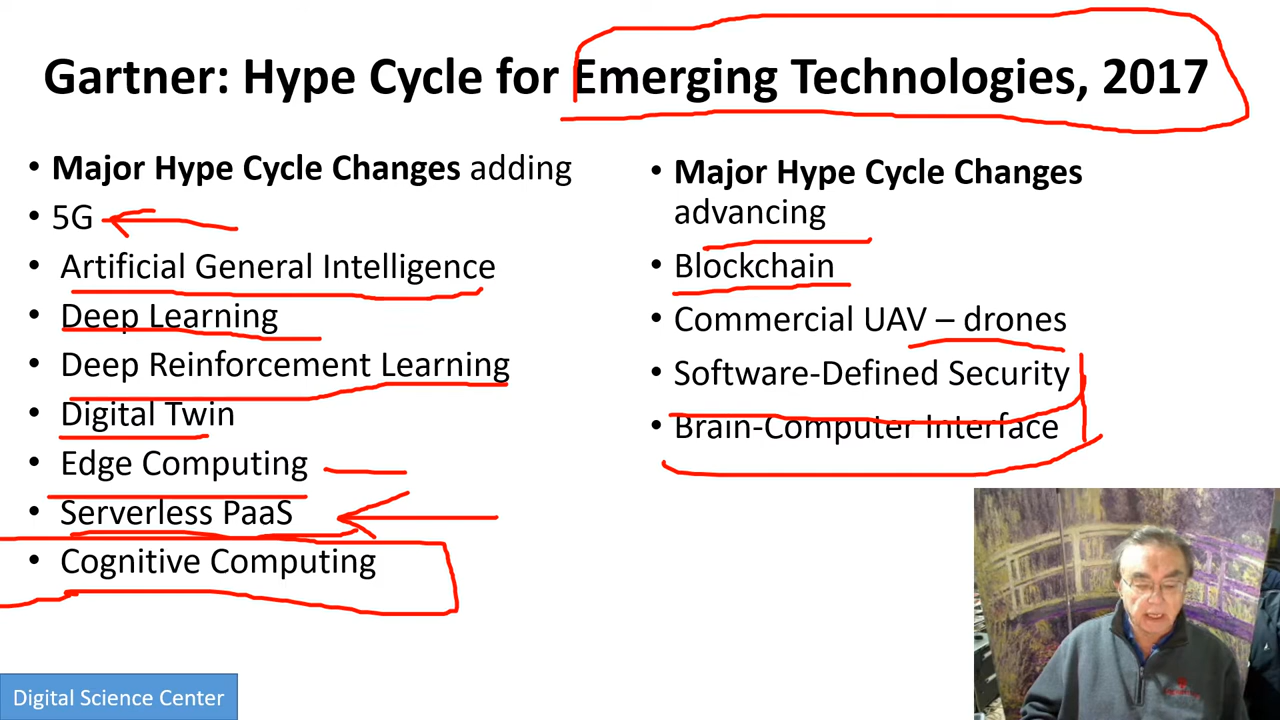 Gartner: Hype Cycle for Emerging Technologies, 2017
• Major Hype Cycle Changes adding
• 5G
• Artificial General Intelligence
• Deep Learning
• Deep Reinforcement Learning
• Digital Twin
• Edge Computing
• Serverless PaaS
• Cognitive Computing
• Major Hype Cycle Changes
advancing
• Blockchain
• Commercial UAV – drones
• Software-Defined Security
• Brain-Computer Interface
Digital Science Center